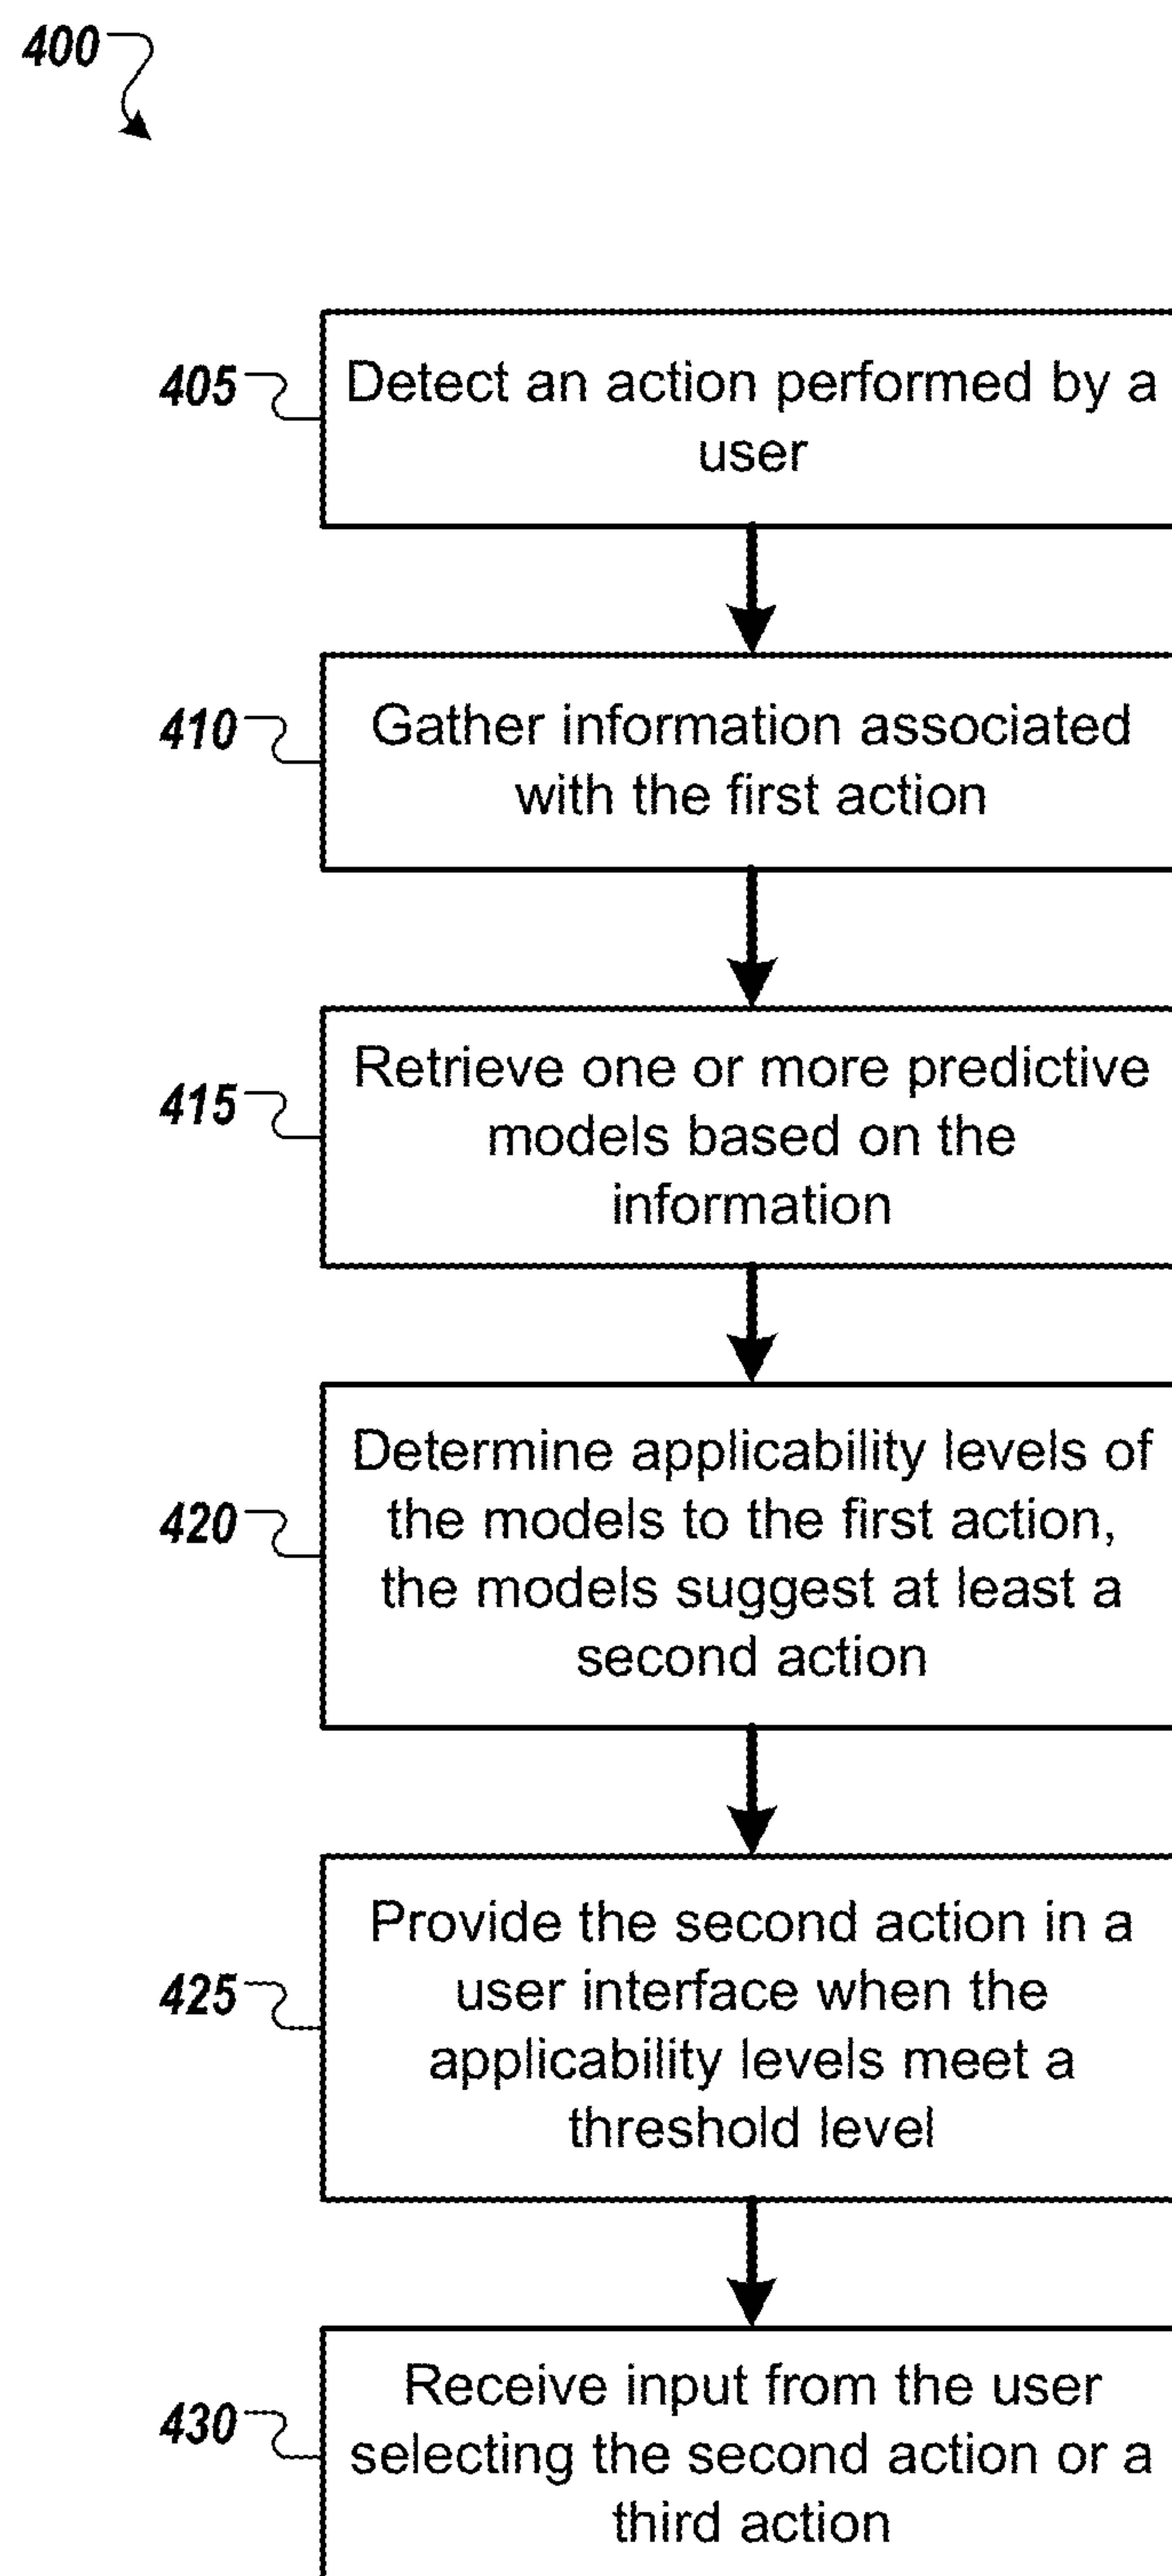 400
405
Detect an action performed by a
user
410
Gather information associated
with the first action
415
Retrieve one or more predictive
models based on the
information
420
Determine applicability levels of
the models to the first action,
the models suggest at least a
second action
425
Provide the second action in a
user interface when the
applicability levels meet a
threshold level
430
Receive input from the user
selecting the second action or a
third action